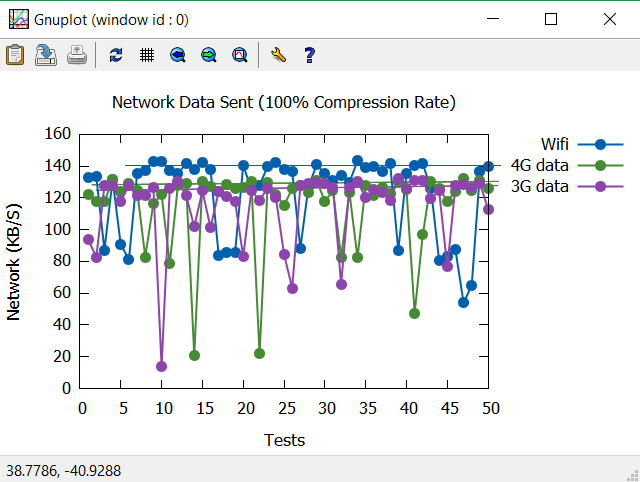 Gnuplot (window id : 0)
Network Data Sent (100% Compression Rate)
Wifi
4G data
3G data
160
140
120
100
80
60
40
20
0
Network (KB/S)
0 5 10 15 20 25 30 35 40 45 50
Tests
38.7786, -40.9288